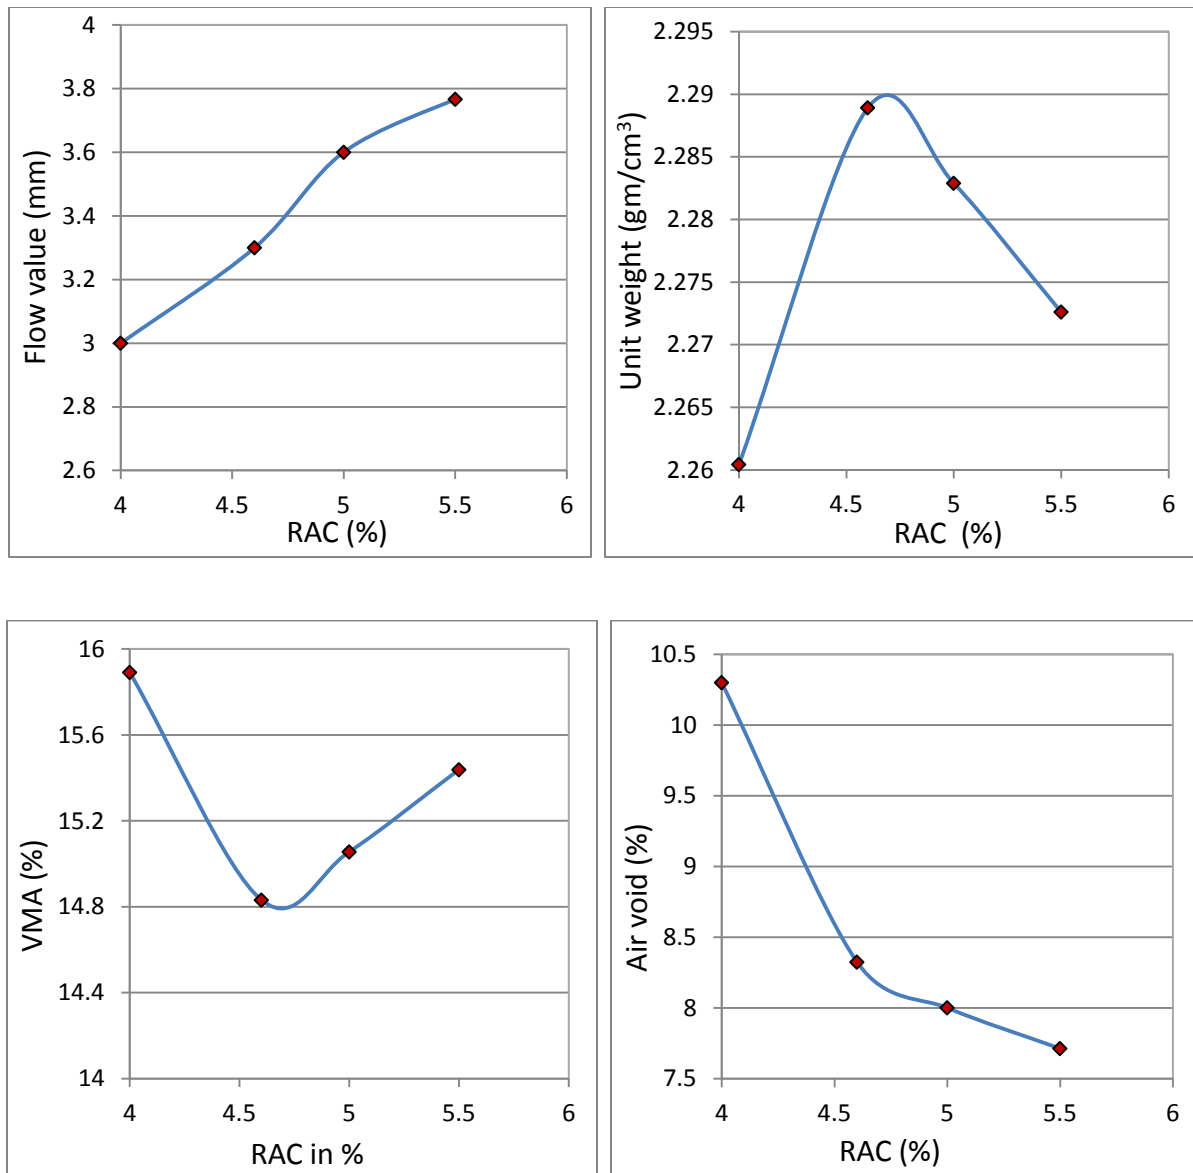 4
3.8
3.6
3.4
3.2
3
2.8
2.6
Flow value (mm)
4 4.5 5 5.5 6
RAC (%)
2.295
2.29
2.285
2.28
2.275
2.27
2.265
2.26
Unit weight (gm/cm³)
4 4.5 5 5.5 6
RAC (%)
16
15.6
15.2
14.8
14.4
14
VMA (%)
4 4.5 5 5.5 6
RAC in %
10.5
10
9.5
9
8.5
8
7.5
Air void (%)
4 4.5 5 5.5 6
RAC (%)